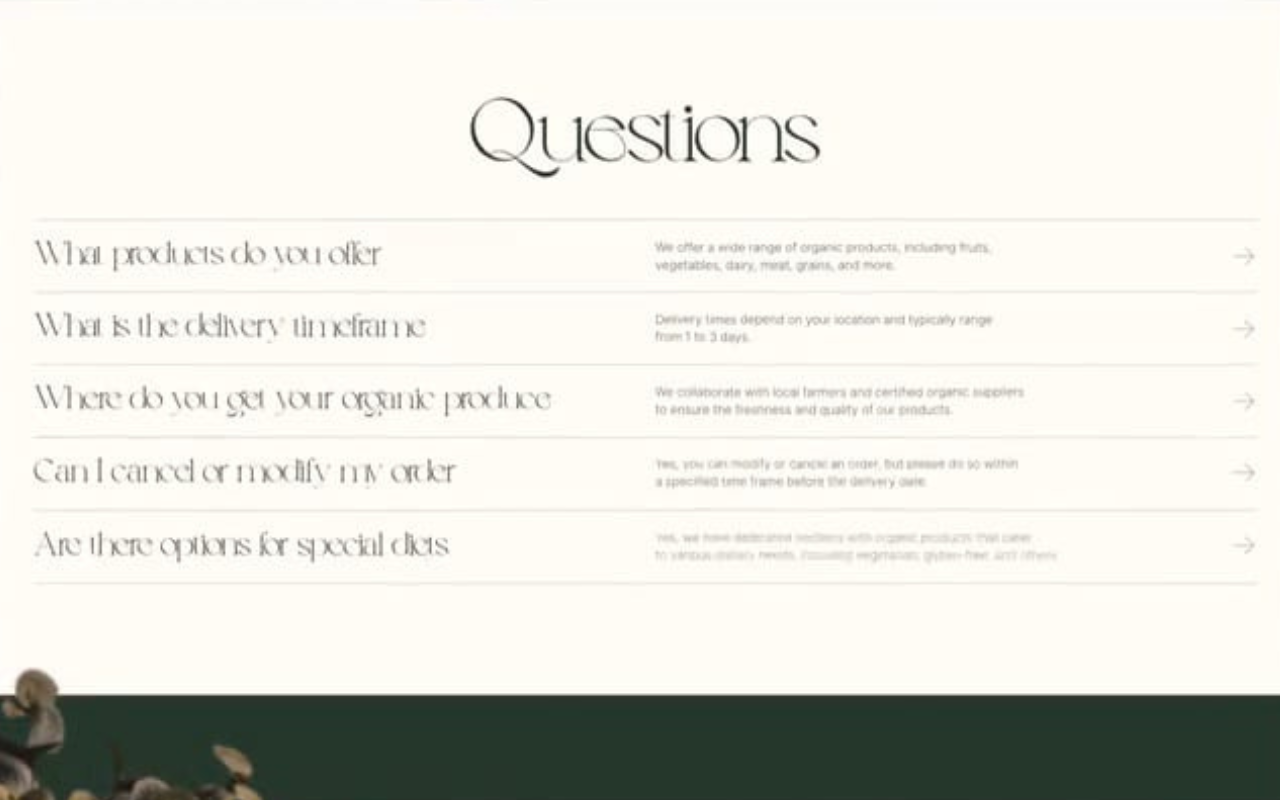 Questions
What products do you offer
We offer a wide range of organic products, including fruits,
vegetables, dairy, meat, grains, and more.
What is the delivery timeframe
Delivery times depend on your location and typically range
from 1 to 3 days.
Where do you get your organic produce
We collaborate with local farmers and certified organic suppliers
to ensure the freshness and quality of our products.
Can I cancel or modify my order
Yes, you can modify or cancel an order, but please do so within
a specified time frame before the delivery date.
Are there options for special diets
Yes, we have dedicated sections with organic products that cater
to various dietary needs, including vegetarian, gluten-free, and others.